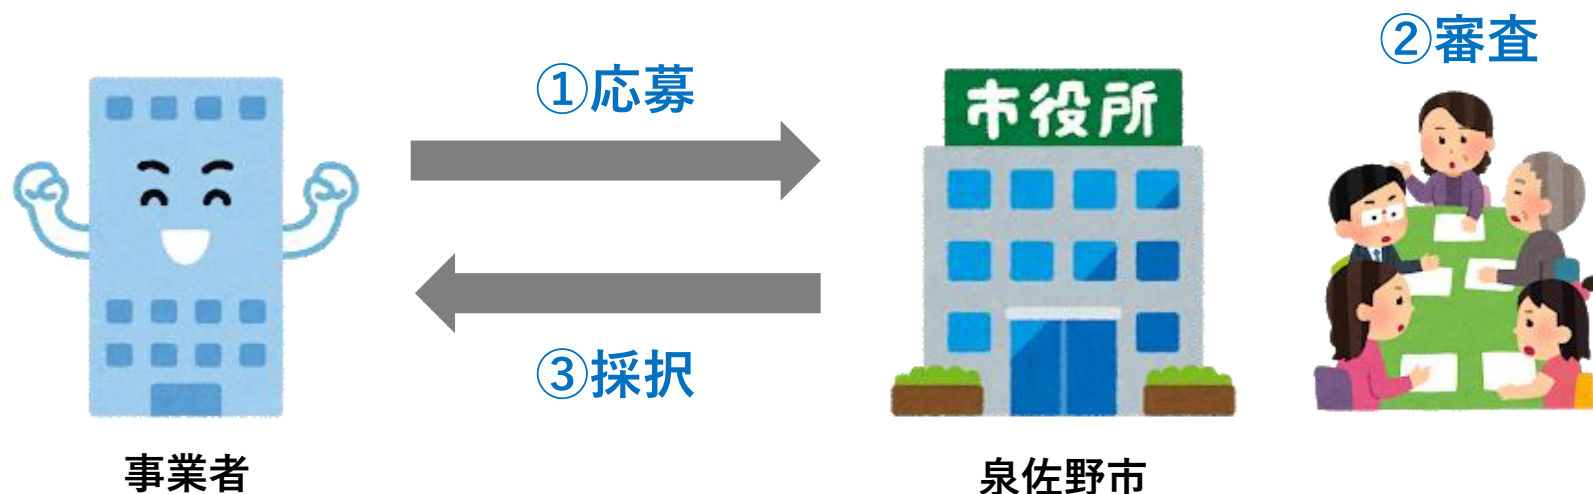 ②審査
①応募
市役所
③採択
事業者
泉佐野市